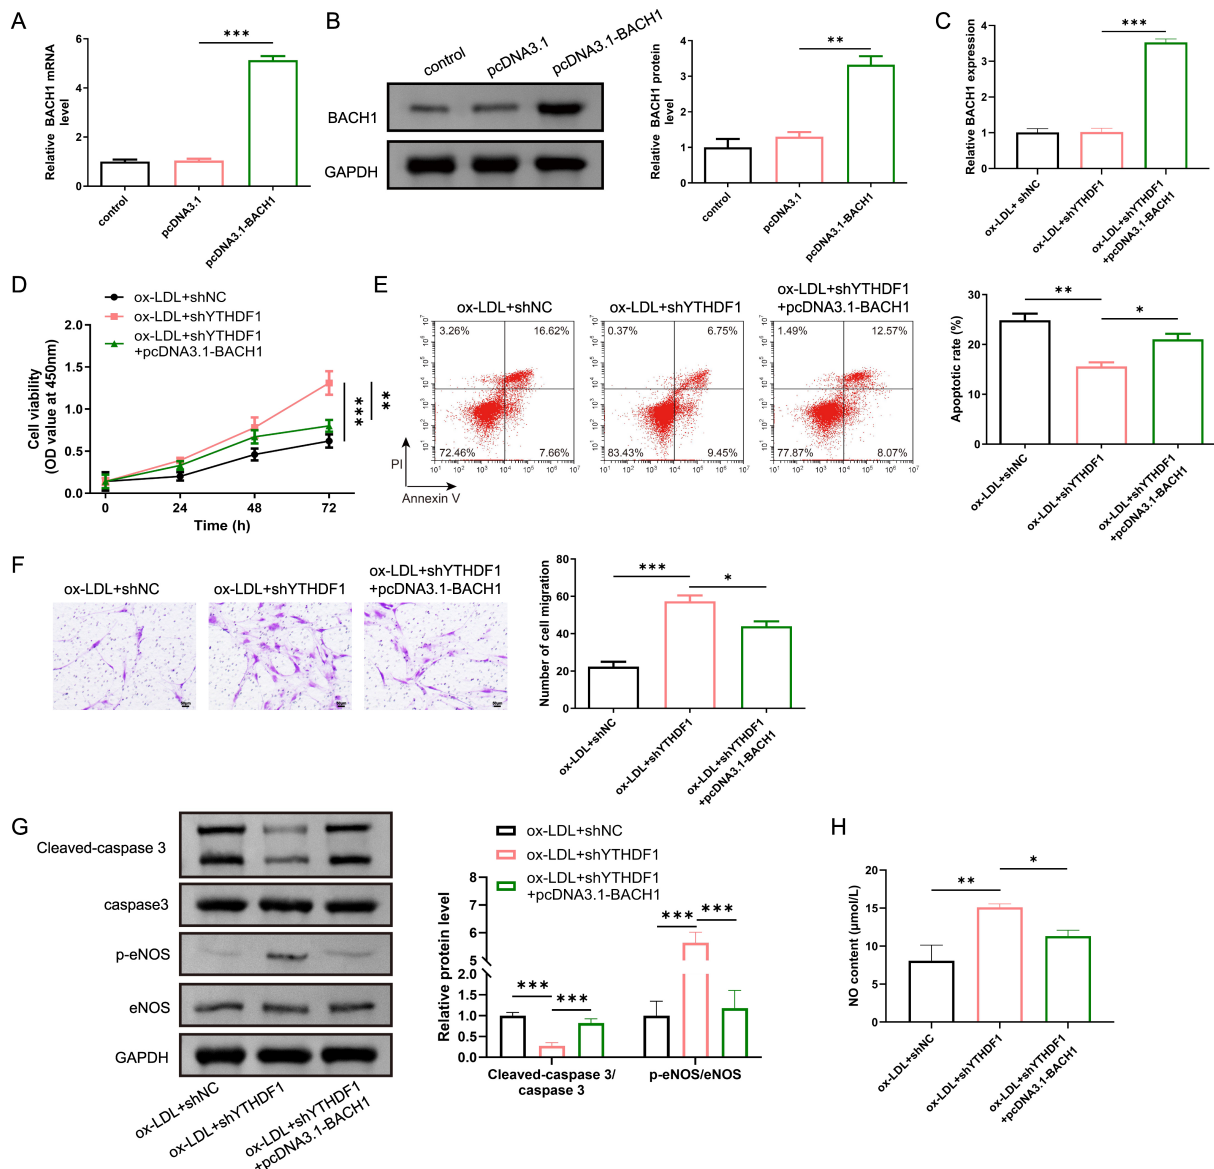 A
Relative BACH1 mRNA
level
8
6
4
2
0
***
control
pcDNA3.1
pcDNA3.1-BACH1
B
control
pcDNA3.1
pcDNA3.1-BACH1
BACH1
GAPDH
Relative BACH1 protein
level
4
3
2
1
0
**
control
pcDNA3.1
pcDNA3.1-BACH1
C
Relative BACH1 expression
4
3
2
1
0
***
ox-LDL+ shNC
ox-LDL+shYTHDF1
ox-LDL+shYTHDF1
+pcDNA3.1-BACH1
D
ox-LDL+shNC
ox-LDL+shYTHDF1
ox-LDL+shYTHDF1
+pcDNA3.1-BACH1
Cell viability
(OD value at 450nm)
2.0
1.5
1.0
0.5
0.0
0
24
48
72
Time (h)
***
**
E
ox-LDL+shNC
3.26%
16.62%
72.46%
7.66%
ox-LDL+shYTHDF1
0.37%
6.75%
83.43%
9.45%
ox-LDL+shYTHDF1
+pcDNA3.1-BACH1
1.49%
12.57%
77.87%
8.07%
PI
Annexin V
Apoptotic rate (%)
30
20
10
0
**
*
ox-LDL+shNC
ox-LDL+shYTHDF1
ox-LDL+shYTHDF1
+pcDNA3.1-BACH1
F
ox-LDL+shNC
ox-LDL+shYTHDF1
ox-LDL+shYTHDF1
+pcDNA3.1-BACH1
Number of cell migration
80
60
40
20
0
***
*
ox-LDL+shNC
ox-LDL+shYTHDF1
ox-LDL+shYTHDF1
+pcDNA3.1-BACH1
G
Cleaved-caspase 3
caspase3
p-eNOS
eNOS
GAPDH
ox-LDL+shNC
ox-LDL+shYTHDF1
ox-LDL+shYTHDF1
+pcDNA3.1-BACH1
ox-LDL+shNC
ox-LDL+shYTHDF1
ox-LDL+shYTHDF1
+pcDNA3.1-BACH1
Relative protein level
8
7
6
5
2.0
1.5
1.0
0.5
0.0
***
***
***
***
Cleaved-caspase 3/
caspase 3
p-eNOS/eNOS
H
NO content (μmol/L)
20
15
10
5
0
**
*
ox-LDL+shNC
ox-LDL+shYTHDF1
ox-LDL+shYTHDF1
+pcDNA3.1-BACH1